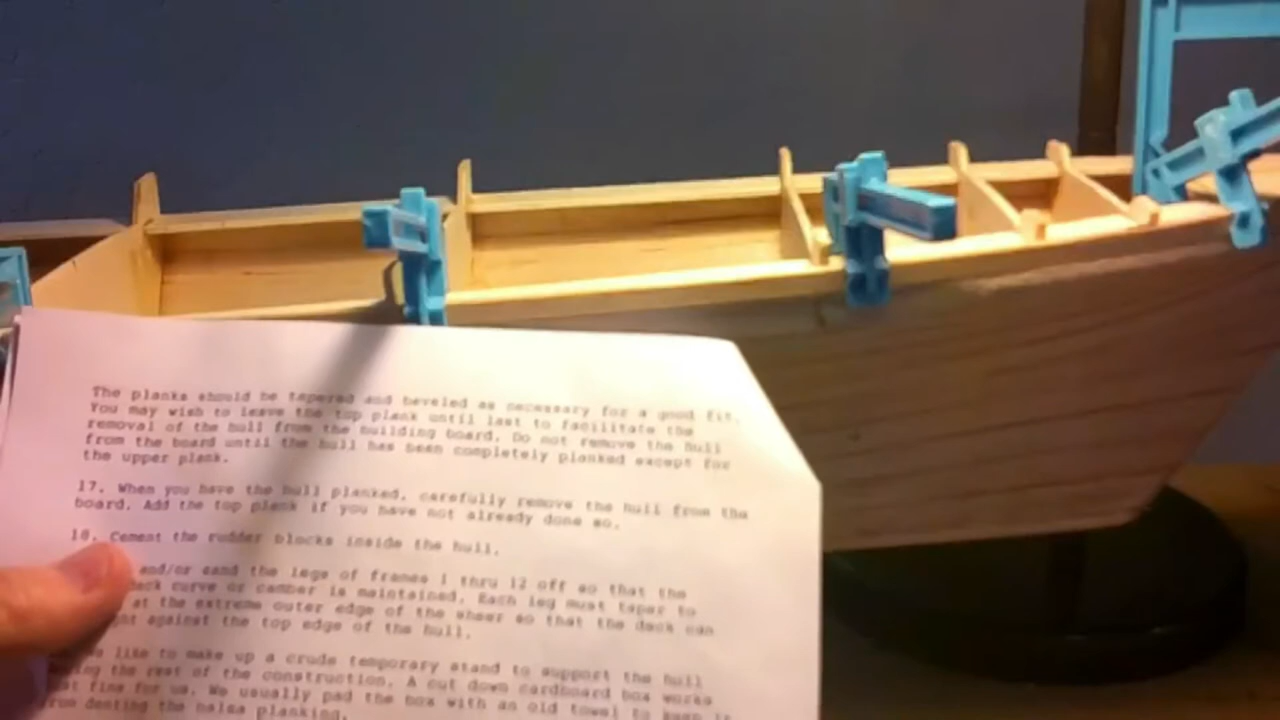 The planks should be tapered and beveled as necessary for a good fit.
You may wish to leave the top plank until last to facilitate the
removal of the hull from the building board. Do not remove the hull
from the board until the hull has been completely planked except for
the upper plank.
17. When you have the hull planked, carefully remove the hull from the
board. Add the top plank if you have not already done so.
18. Cement the rudder blocks inside the hull.
and/or sand the legs of frames 1 thru 12 off so that the
deck curve or camber is maintained. Each leg must taper to
at the extreme outer edge of the sheer so that the deck can
against the top edge of the hull.
like to make up a crude temporary stand to support the hull
the rest of the construction. A cut down cardboard box works
fine for us. We usually pad the box with an old towel to keep it
from denting the balsa planking.